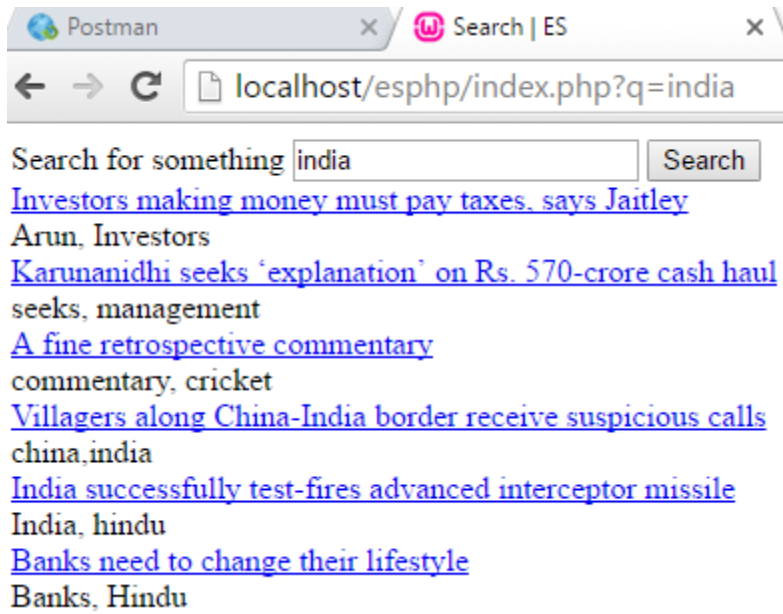 Postman
Search | ES
localhost/esphp/index.php?q=india
Search for something india Search
Investors making money must pay taxes, says Jaitley
Arun, Investors
Karunanidhi seeks ‘explanation’ on Rs. 570-crore cash haul
seeks, management
A fine retrospective commentary
commentary, cricket
Villagers along China-India border receive suspicious calls
china,india
India successfully test-fires advanced interceptor missile
India, hindu
Banks need to change their lifestyle
Banks, Hindu